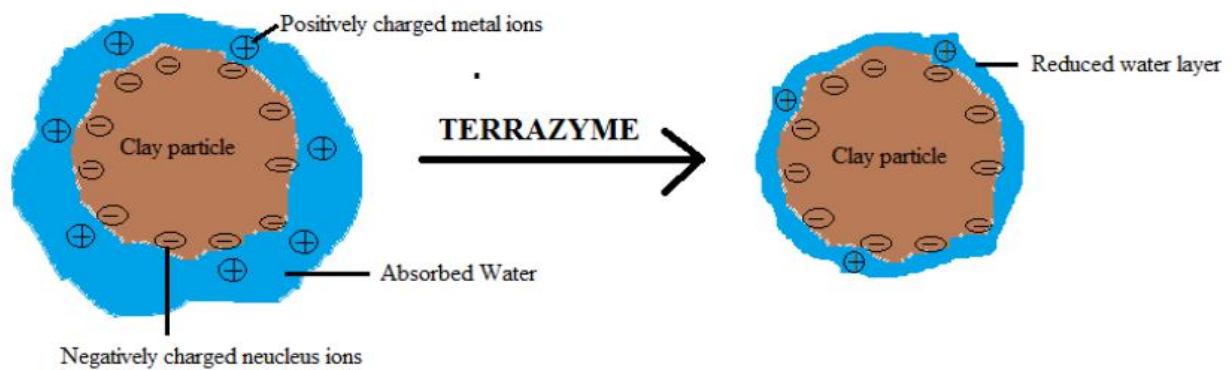 Positively charged metal ions
Reduced water layer
TERRAZYME
Clay particle
Clay particle
Absorbed Water
Negatively charged neucleus ions